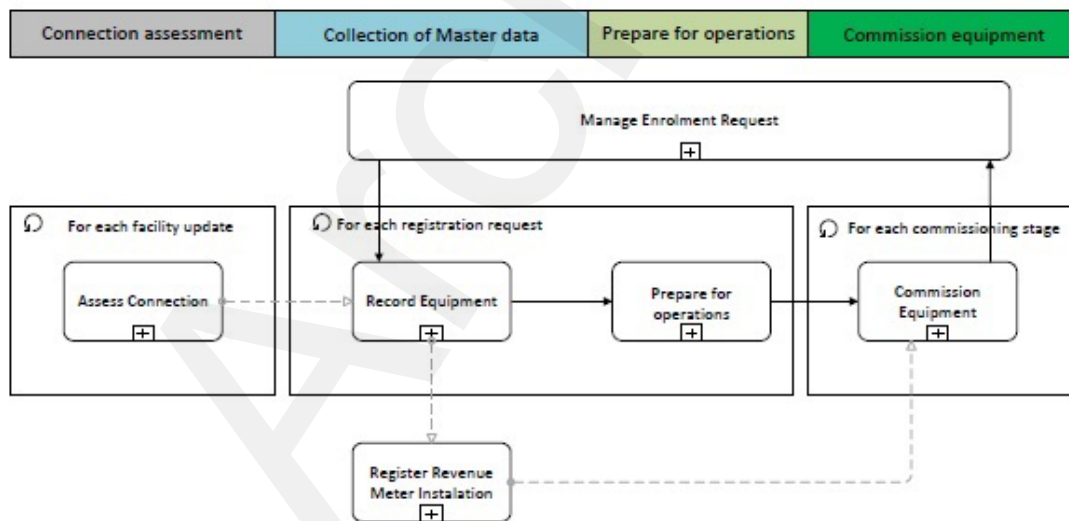 Connection assessment
Collection of Master data
Prepare for operations
Commission equipment
Manage Enrolment Request
For each facility update
For each registration request
For each commissioning stage
Assess Connection
Record Equipment
Prepare for
operations
Commission
Equipment
Register Revenue
Meter Instalation